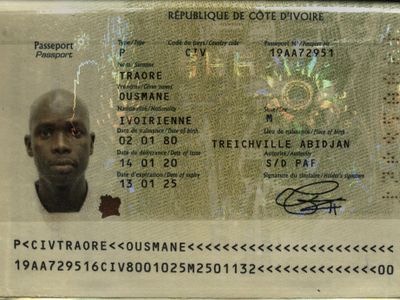 RÉPUBLIQUE DE CÔTE D'IVOIRE
Passeport
Passport
Type/Type Code du pays/Country code Passeport N°/Passport No
P CIV 19AA72951
Nom/Surname
TRAORE
Prénoms/Given names
OUSMANE
Nationalité/Nationality Sexe/Sex
IVOIRIENNE M
Date de naissance/Date of birth Lieu de naissance/Place of birth
02 01 80 TREICHVILLE ABIDJAN
Date de délivrance/Date of issue Autorité/Authority
14 01 20 S/D PAF
Date d'expiration/Date of expiry Signature du titulaire/Holder's signature
13 01 25
P<CIVTRAORE<<OUSMANE<<<<<<<<<<<<<<<<<<<<<<<<
19AA729516CIV8001025M2501132<<<<<<<<<<<<<<00